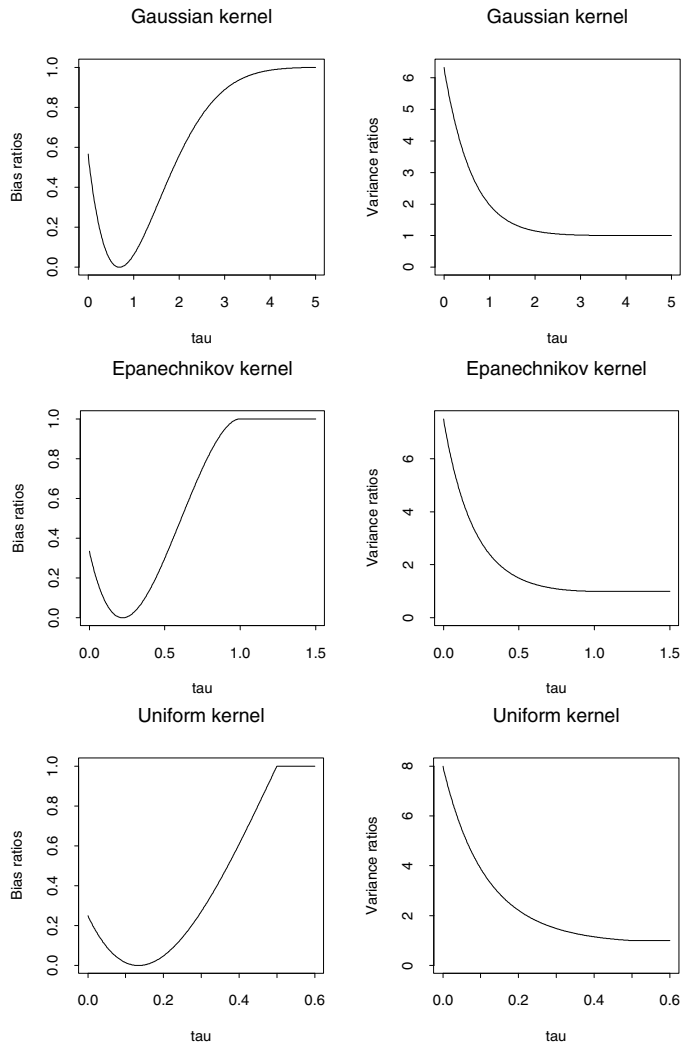 Gaussian kernel
Bias ratios
1.0
0.8
0.6
0.4
0.2
0.0
0 1 2 3 4 5
tau
Gaussian kernel
Variance ratios
6
5
4
3
2
1
0
0 1 2 3 4 5
tau
Epanechnikov kernel
Bias ratios
1.0
0.8
0.6
0.4
0.2
0.0
0.0 0.5 1.0 1.5
tau
Epanechnikov kernel
Variance ratios
6
4
2
0
0.0 0.5 1.0 1.5
tau
Uniform kernel
Bias ratios
1.0
0.8
0.6
0.4
0.2
0.0
0.0 0.2 0.4 0.6
tau
Uniform kernel
Variance ratios
8
6
4
2
0
0.0 0.2 0.4 0.6
tau